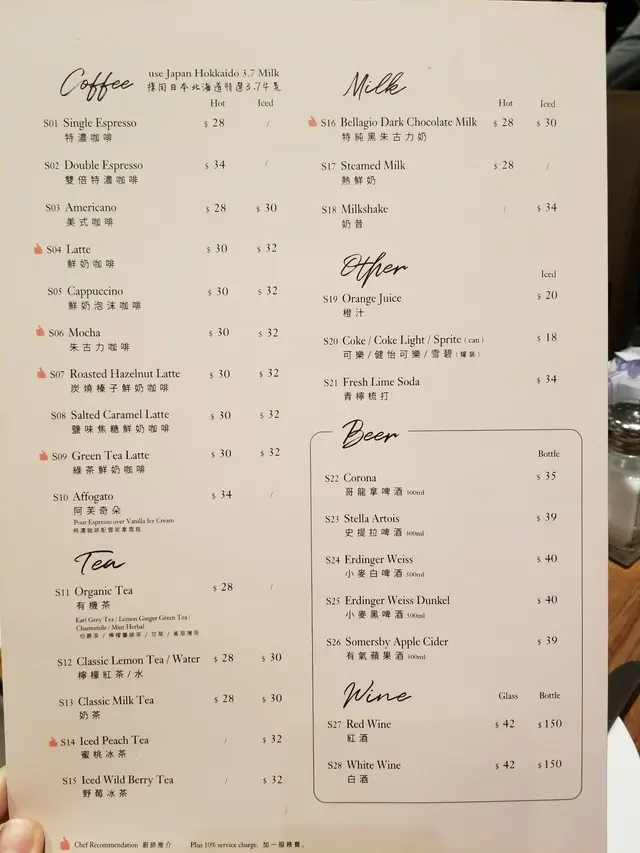 Coffee
use Japan Hokkaido 3.7 Milk
Hot Iced
S01 Single Espresso $ 28 /
特濃咖啡
S02 Double Espresso $ 34 /
雙倍特濃咖啡
S03 Americano $ 28 $ 30
美式咖啡
S04 Latte $ 30 $ 32
鮮奶咖啡
S05 Cappuccino $ 30 $ 32
鮮奶泡沫咖啡
S06 Mocha $ 30 $ 32
朱古力咖啡
S07 Roasted Hazelnut Latte $ 30 $ 32
炭燒榛子鮮奶咖啡
S08 Salted Caramel Latte $ 30 $ 32
鹽味焦糖鮮奶咖啡
S09 Green Tea Latte $ 30 $ 32
綠茶鮮奶咖啡
S10 Affogato $ 34 /
阿芙奇朵
Pour Espresso over Vanilla Ice Cream
Tea
S11 Organic Tea $ 28 /
有機茶
Earl Grey Tea / Lemon Ginger Green Tea /
Chamomile / Mint Herbal
S12 Classic Lemon Tea / Water $ 28 $ 30
檸檬紅茶/水
S13 Classic Milk Tea $ 28 $ 30
奶茶
S14 Iced Peach Tea / $ 32
蜜桃冰茶
S15 Iced Wild Berry Tea / $ 32
野莓冰茶
Milk
Hot Iced
S16 Bellagio Dark Chocolate Milk $ 28 $ 30
特純黑朱古力奶
S17 Steamed Milk $ 28 /
熱鮮奶
S18 Milkshake / $ 34
奶昔
Other
Iced
S19 Orange Juice $ 20
橙汁
S20 Coke / Coke Light / Sprite (can) $ 18
可樂/健怡可樂/雪碧(罐裝)
S21 Fresh Lime Soda $ 34
青檸梳打
Beer
Bottle
S22 Corona $ 35
哥龍拿啤酒 300ml
S23 Stella Artois $ 39
史提拉啤酒 300ml
S24 Erdinger Weiss $ 40
小麥白啤酒 500ml
S25 Erdinger Weiss Dunkel $ 40
小麥黑啤酒 500ml
S26 Somersby Apple Cider $ 39
有氣蘋果酒 300ml
Wine
Glass Bottle
S27 Red Wine $ 42 $ 150
紅酒
S28 White Wine $ 42 $ 150
白酒
Chef Recommendation 廚師推介 Plus 10% service charge. 加一服務費。